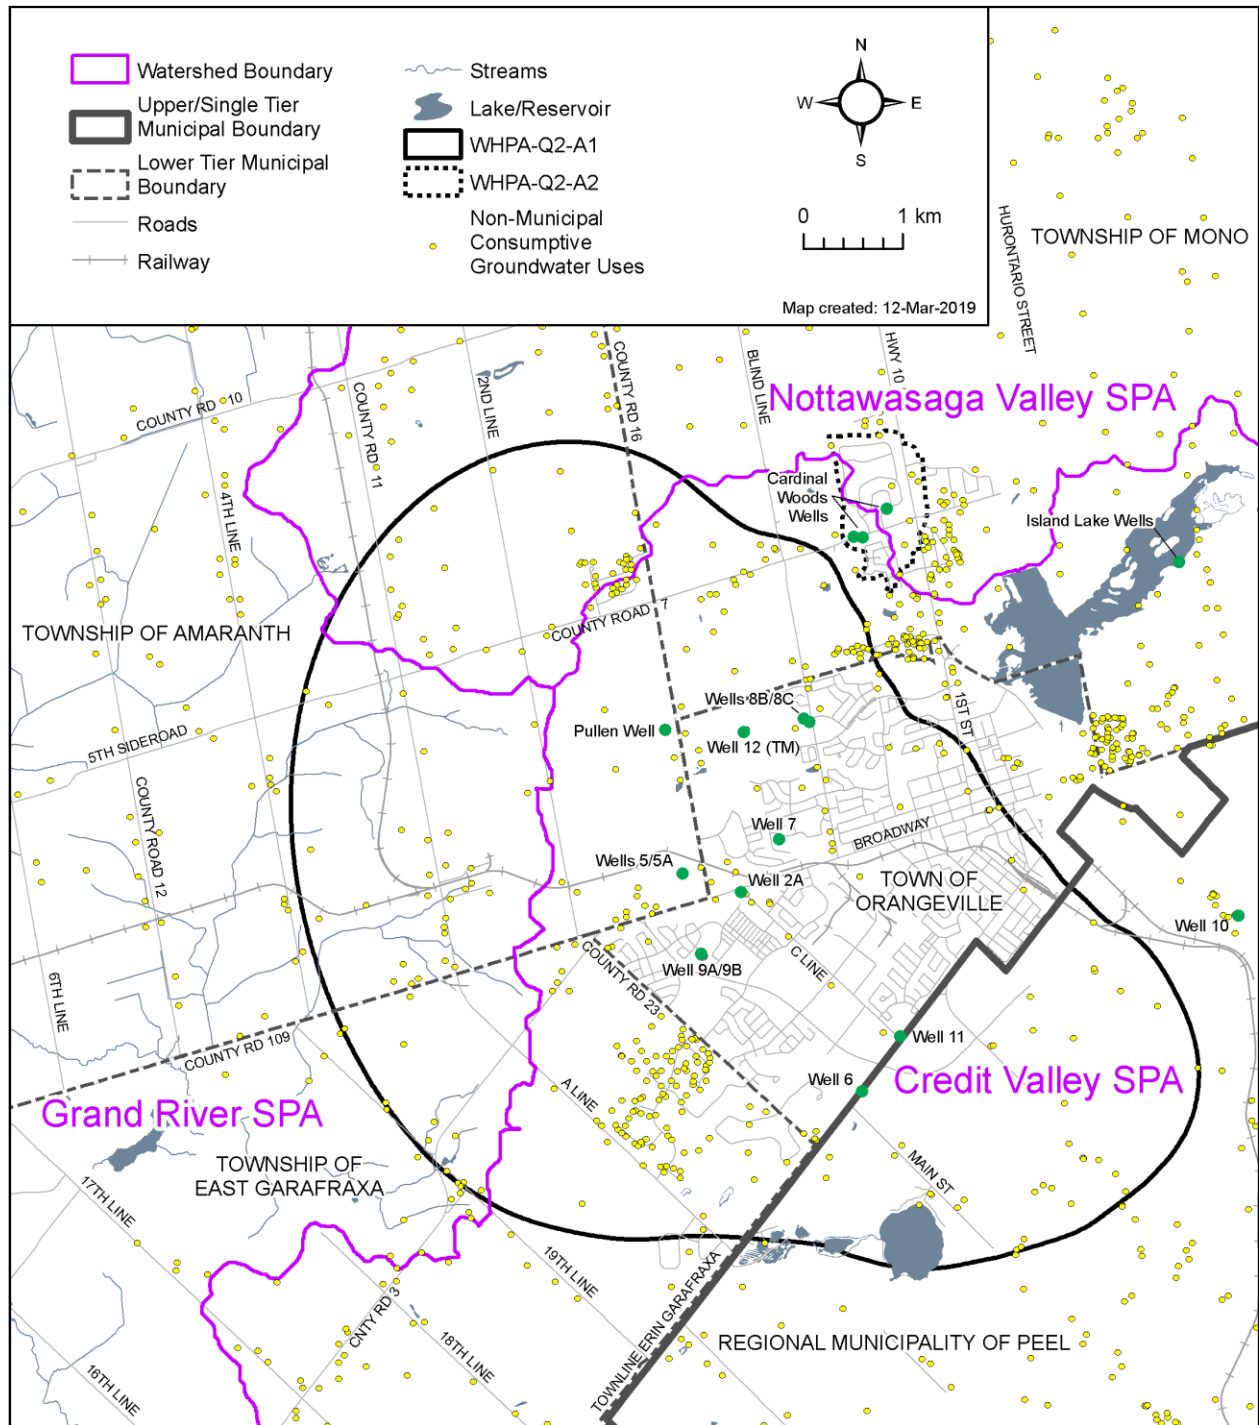 Watershed Boundary
Upper/Single Tier
Municipal Boundary
Lower Tier Municipal
Boundary
Roads
Railway
Streams
Lake/Reservoir
WHPA-Q2-A1
WHPA-Q2-A2
Non-Municipal
Consumptive
Groundwater Uses
N
W E
S
0 1 km
Map created: 12-Mar-2019
HURONTARIO STREET
TOWNSHIP OF MONO
COUNTY RD 10
COUNTY RD 11
2ND LINE
COUNTY RD 16
BLIND LINE
HWY 10
Nottawasaga Valley SPA
4TH LINE
Cardinal
Woods
Wells
Island Lake Wells
TOWNSHIP OF AMARANTH
COUNTY ROAD 7
5TH SIDEROAD
Pullen Well
Wells 8B/8C
Well 12 (TM)
1ST ST
COUNTY ROAD 12
Well 7
BROADWAY
Wells 5/5A
Well 2A
TOWN OF
ORANGEVILLE
Well 10
6TH LINE
Well 9A/9B
COUNTY RD 23
C LINE
COUNTY RD 109
Well 11
Well 6
Credit Valley SPA
Grand River SPA
A LINE
TOWNSHIP OF
EAST GARAFRAXA
MAIN ST
17TH LINE
19TH LINE
CNTY RD 3
18TH LINE
16TH LINE
TOWNLINE ERIN GARAFRAXA
REGIONAL MUNICIPALITY OF PEEL